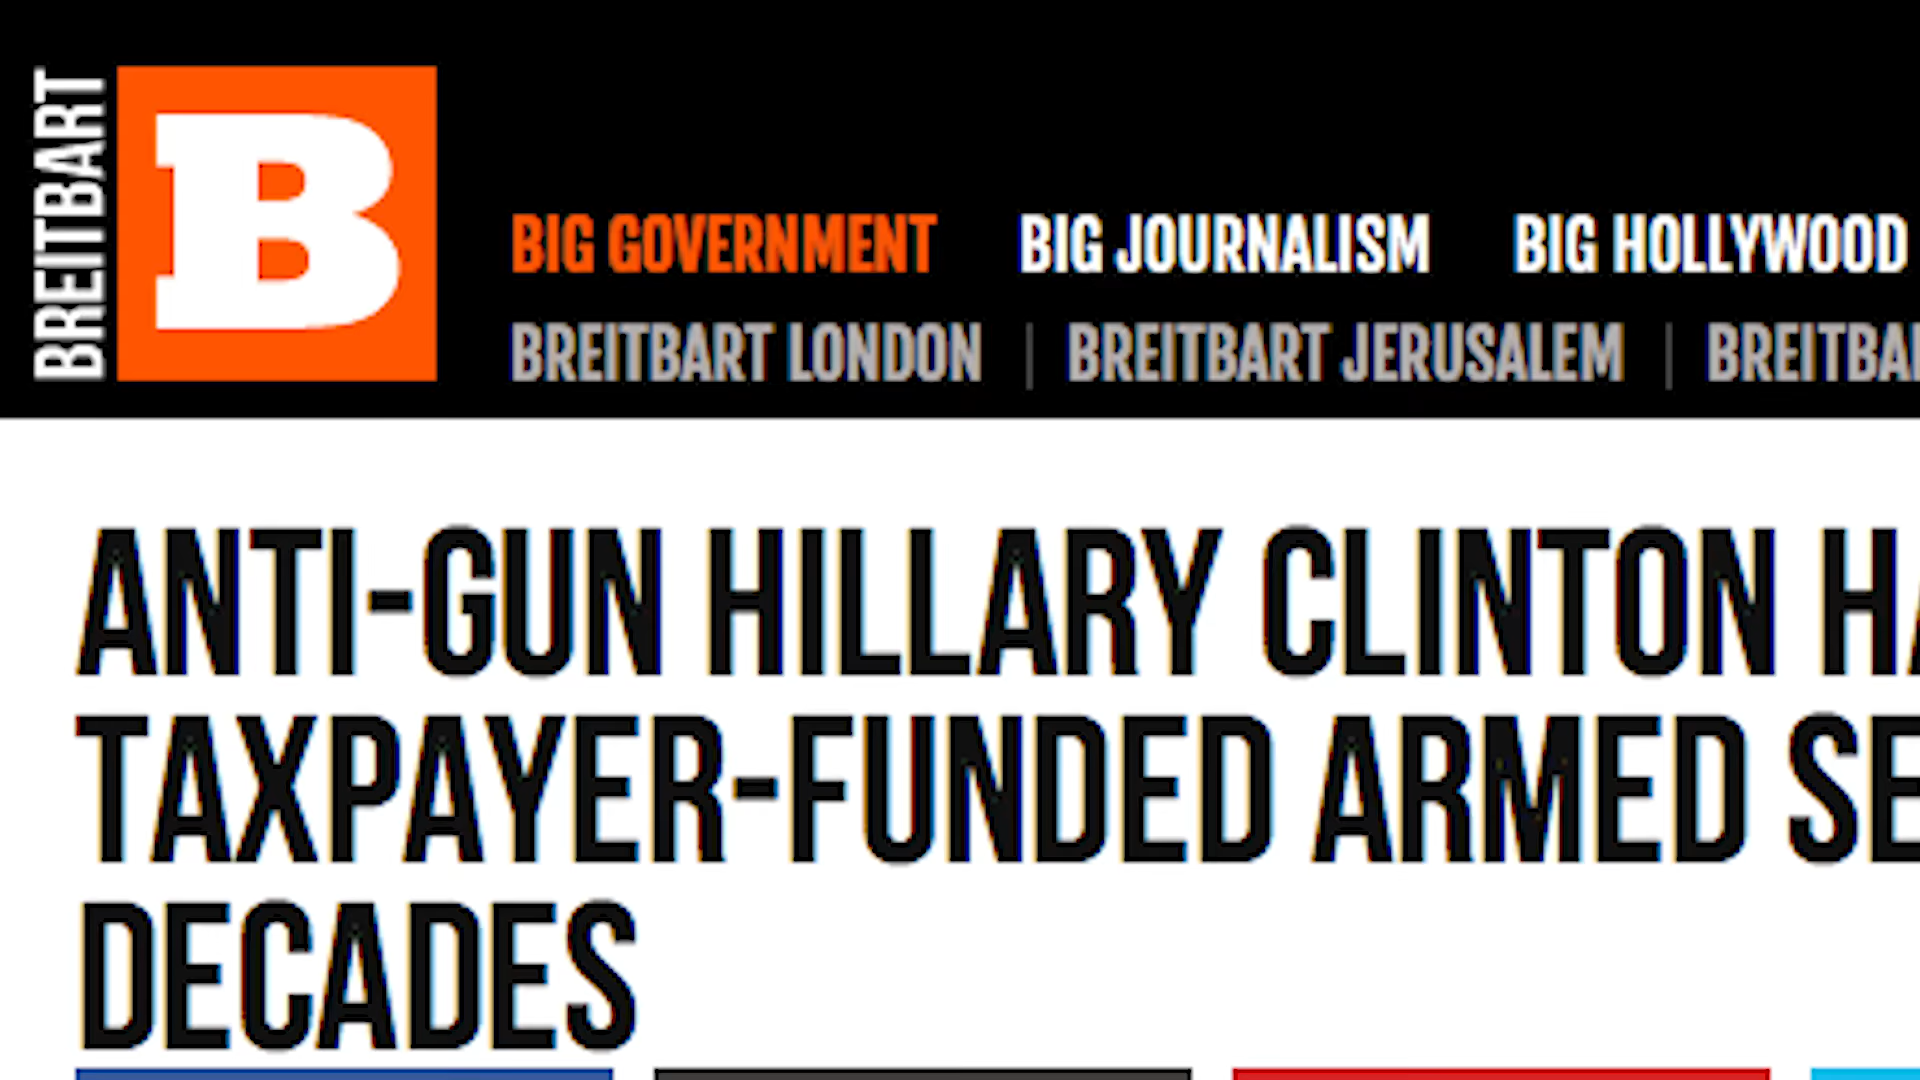 BREITBART
B
BIG GOVERNMENT BIG JOURNALISM BIG HOLLYWOOD
BREITBART LONDON | BREITBART JERUSALEM |
ANTI-GUN HILLARY CLINTON
TAXPAYER-FUNDED ARMED
DECADES